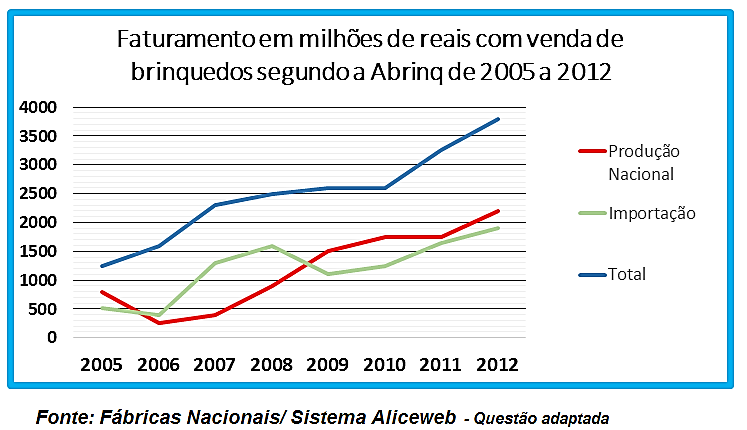 Faturamento em milhões de reais com venda de
brinquedos segundo a Abrinq de 2005 a 2012
4000
3500
3000
2500
2000
1500
1000
500
0
2005 2006 2007 2008 2009 2010 2011 2012
Produção
Nacional
Importação
Total
Fonte: Fábricas Nacionais/ Sistema Aliceweb - Questão adaptada